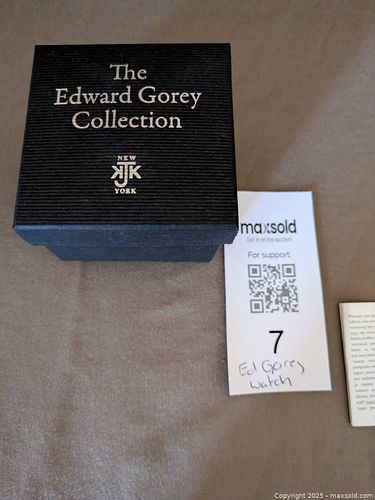 The
Edward Gorey
Collection
NEW
KJK
YORK
maxsold
Get in on the auction
For support:
7
Ed Gorey
Watch
Copyright 2025 - maxsold.com